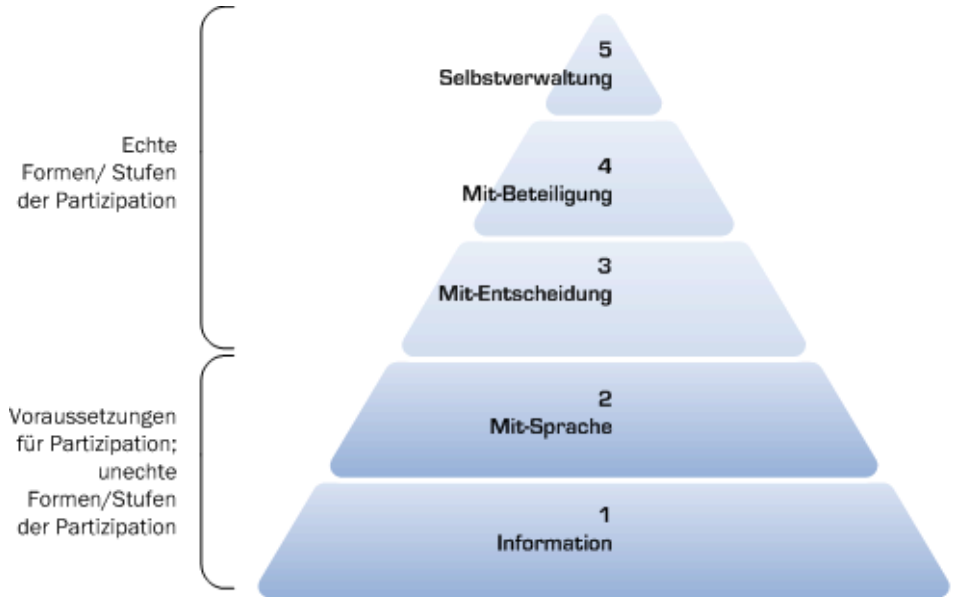 5
Selbstverwaltung
Echte
Formen/ Stufen
der Partizipation
4
Mit-Beteiligung
3
Mit-Entscheidung
Voraussetzungen
für Partizipation;
unechte
Formen/Stufen
der Partizipation
2
Mit-Sprache
1
Information